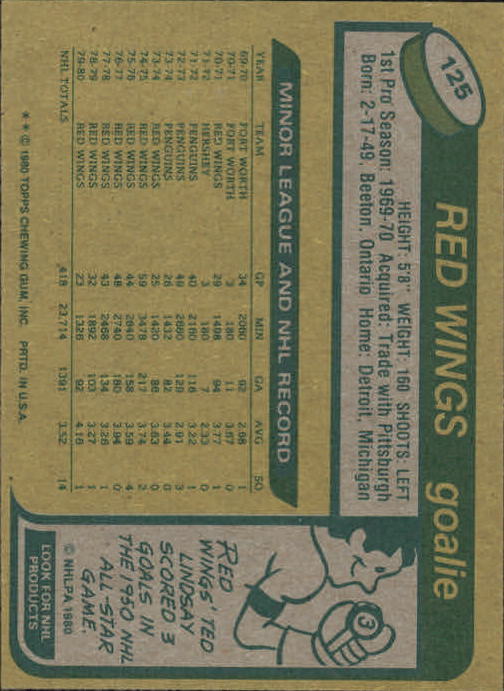 125
RED WINGS goalie
HEIGHT: 5'8" WEIGHT: 160 SHOOTS: LEFT
1st Pro Season: 1969-70 Acquired: Trade with Pittsburgh
Born: 2-17-49, Beeton, Ontario Home: Detroit, Michigan
MINOR LEAGUE AND NHL RECORD
YEAR TEAM GP MIN GA AVG SO
69-70 FORT WORTH 34 2080 92 2.68 1
70-71 FORT WORTH 3 180 11 3.67 0
70-71 RED WINGS 29 1498 94 3.77 1
71-72 HERSHEY 3 180 7 2.33 0
71-72 PENGUINS 40 2160 116 3.22 1
72-73 PENGUINS 49 2660 129 2.91 3
73-74 PENGUINS 26 1432 82 3.44 0
73-74 RED WINGS 25 1420 86 3.63 0
74-75 RED WINGS 59 3478 217 3.74 2
75-76 RED WINGS 44 2640 158 3.59 4
76-77 RED WINGS 48 2740 180 3.94 0
77-78 RED WINGS 43 2468 134 3.26 1
78-79 RED WINGS 32 1892 103 3.27 1
79-80 RED WINGS 23 1326 92 4.16 1
NHL TOTALS 418 23,714 1391 3.52 14
* * © 1980 TOPPS CHEWING GUM, INC. PRTD. IN U.S.A.
3
RED
WINGS' TED
LINDSAY
SCORED 3
GOALS IN
THE 1950 NHL
ALL-STAR
GAME.
© NHLPA 1980
LOOK FOR NHL
PRODUCTS